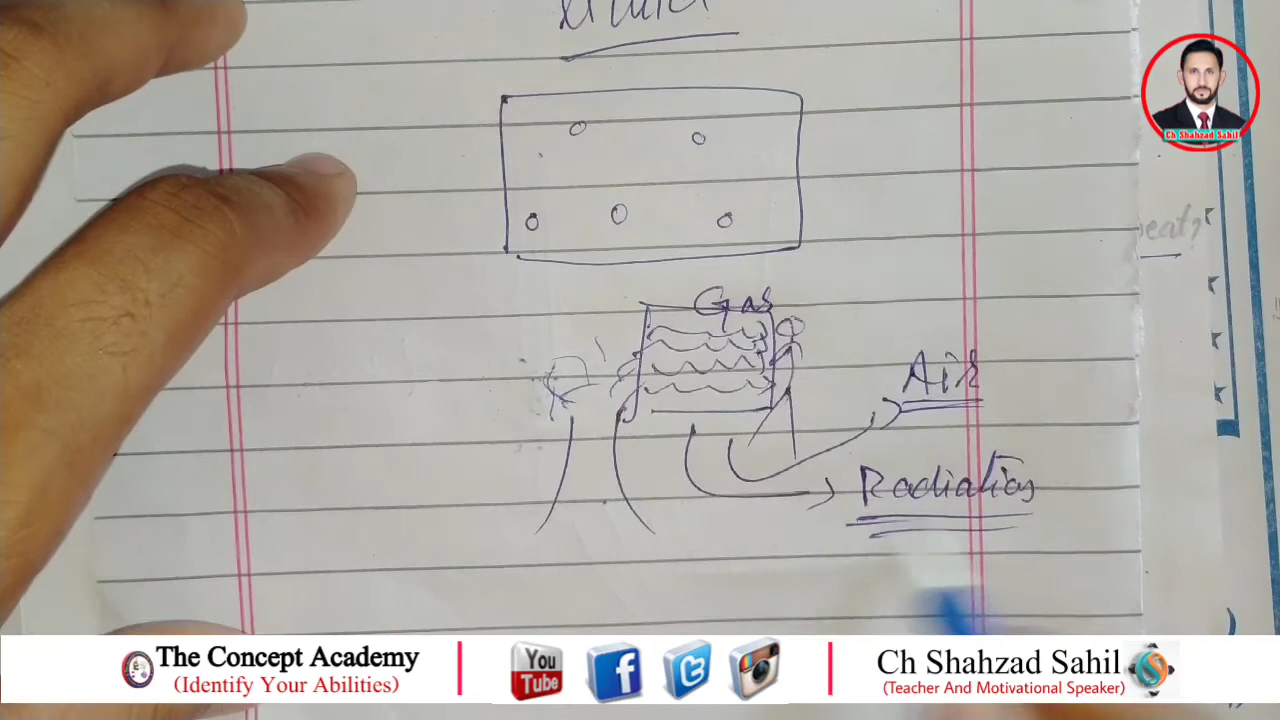 Ch Shahzad Sahil
Gas
Air
Radiation
The Concept Academy
(Identify Your Abilities)
You
Tube
Ch Shahzad Sahil
(Teacher And Motivational Speaker)